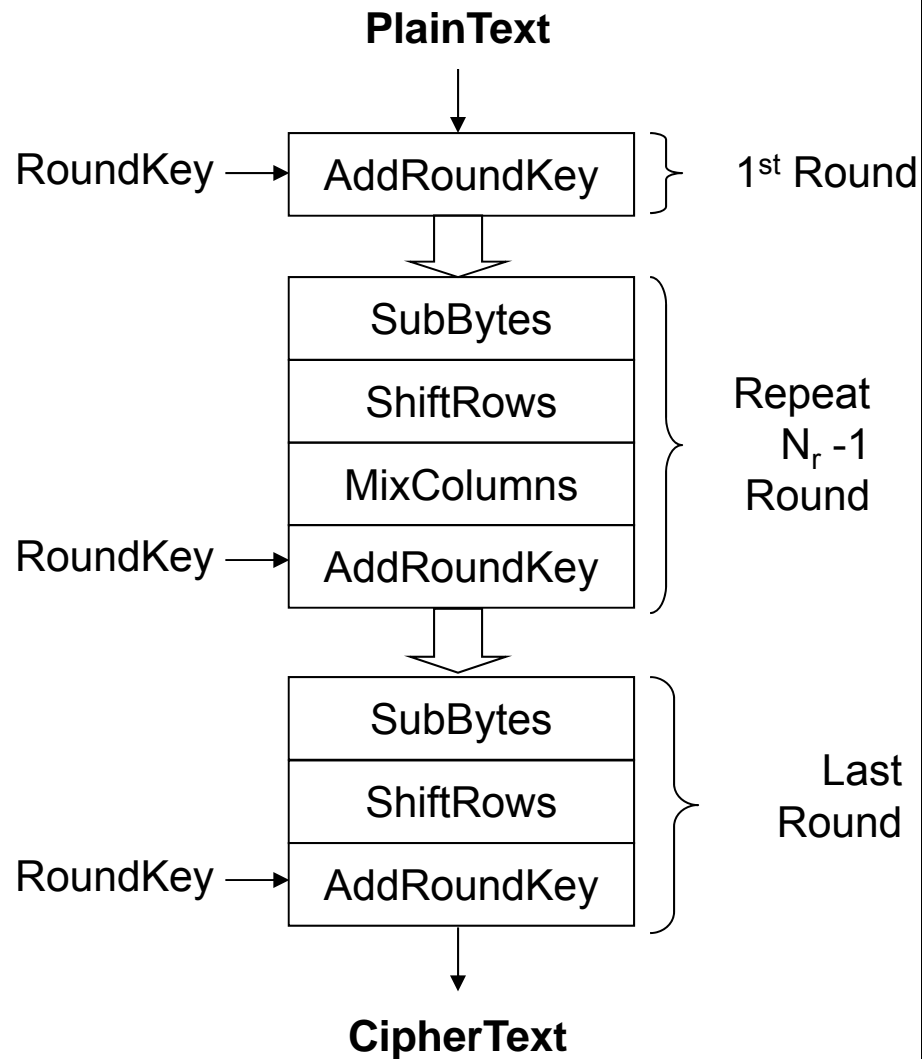 PlainText
RoundKey
AddRoundKey
1st Round
SubBytes
ShiftRows
MixColumns
RoundKey
AddRoundKey
Repeat
Nr -1
Round
SubBytes
ShiftRows
RoundKey
AddRoundKey
Last
Round
CipherText